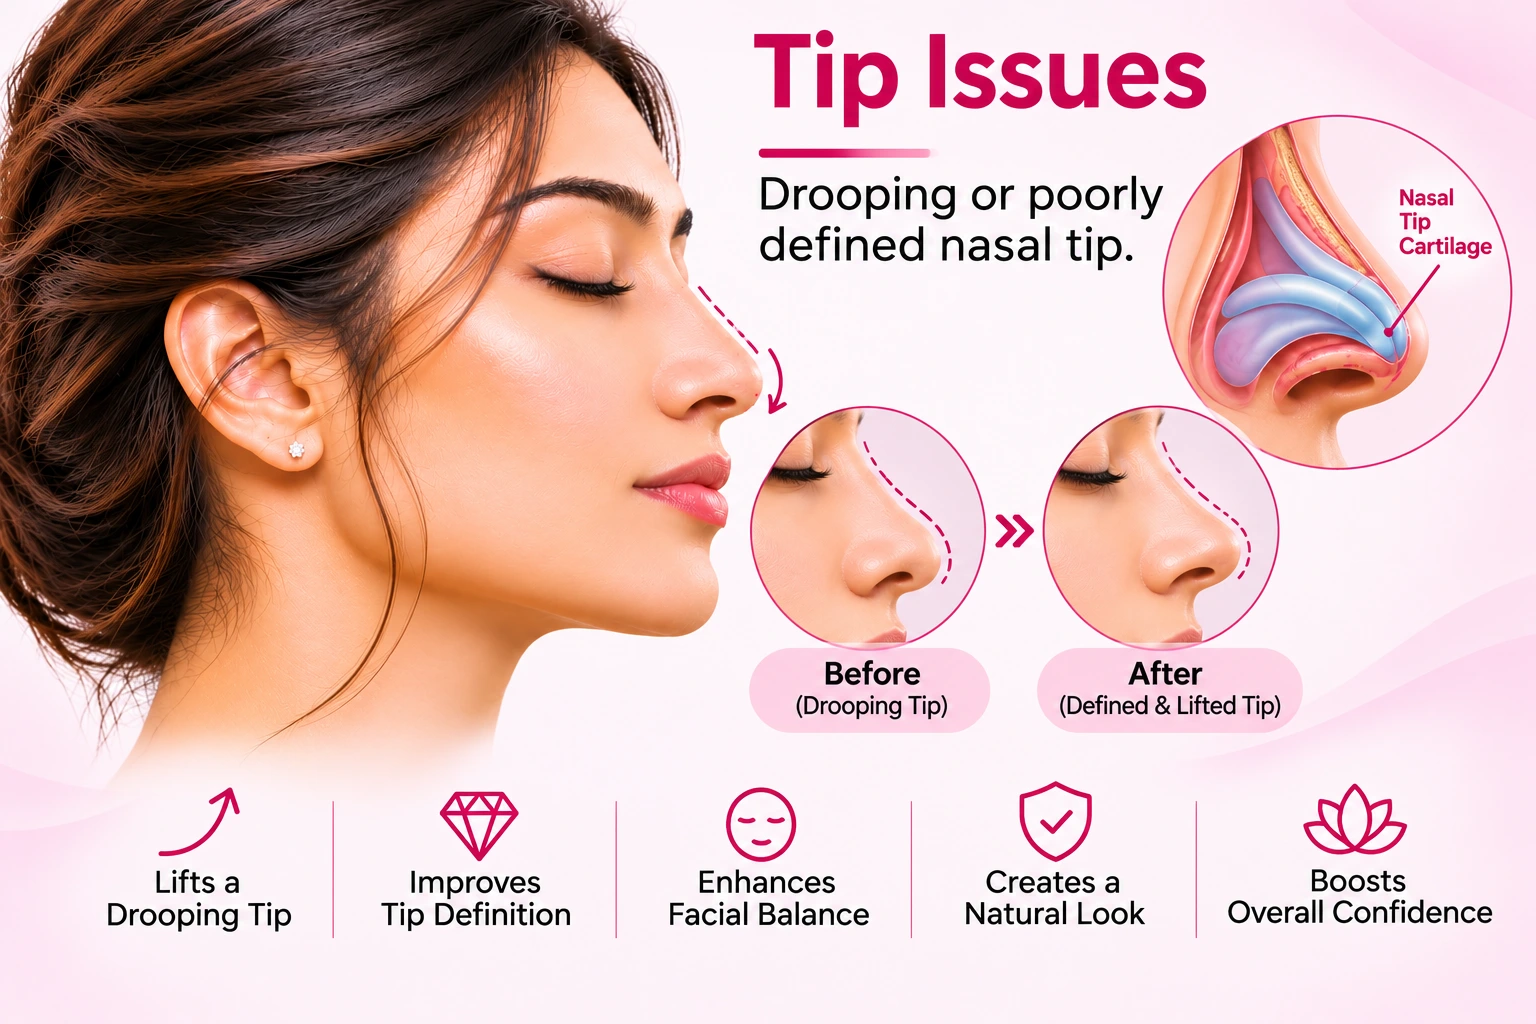 Tip Issues
Drooping or poorly
defined nasal tip.
Nasal
Tip
Cartilage
Before
(Drooping Tip)
After
(Defined & Lifted Tip)
Lifts a
Drooping Tip
Improves
Tip Definition
Enhances
Facial Balance
Creates a
Natural Look
Boosts
Overall Confidence